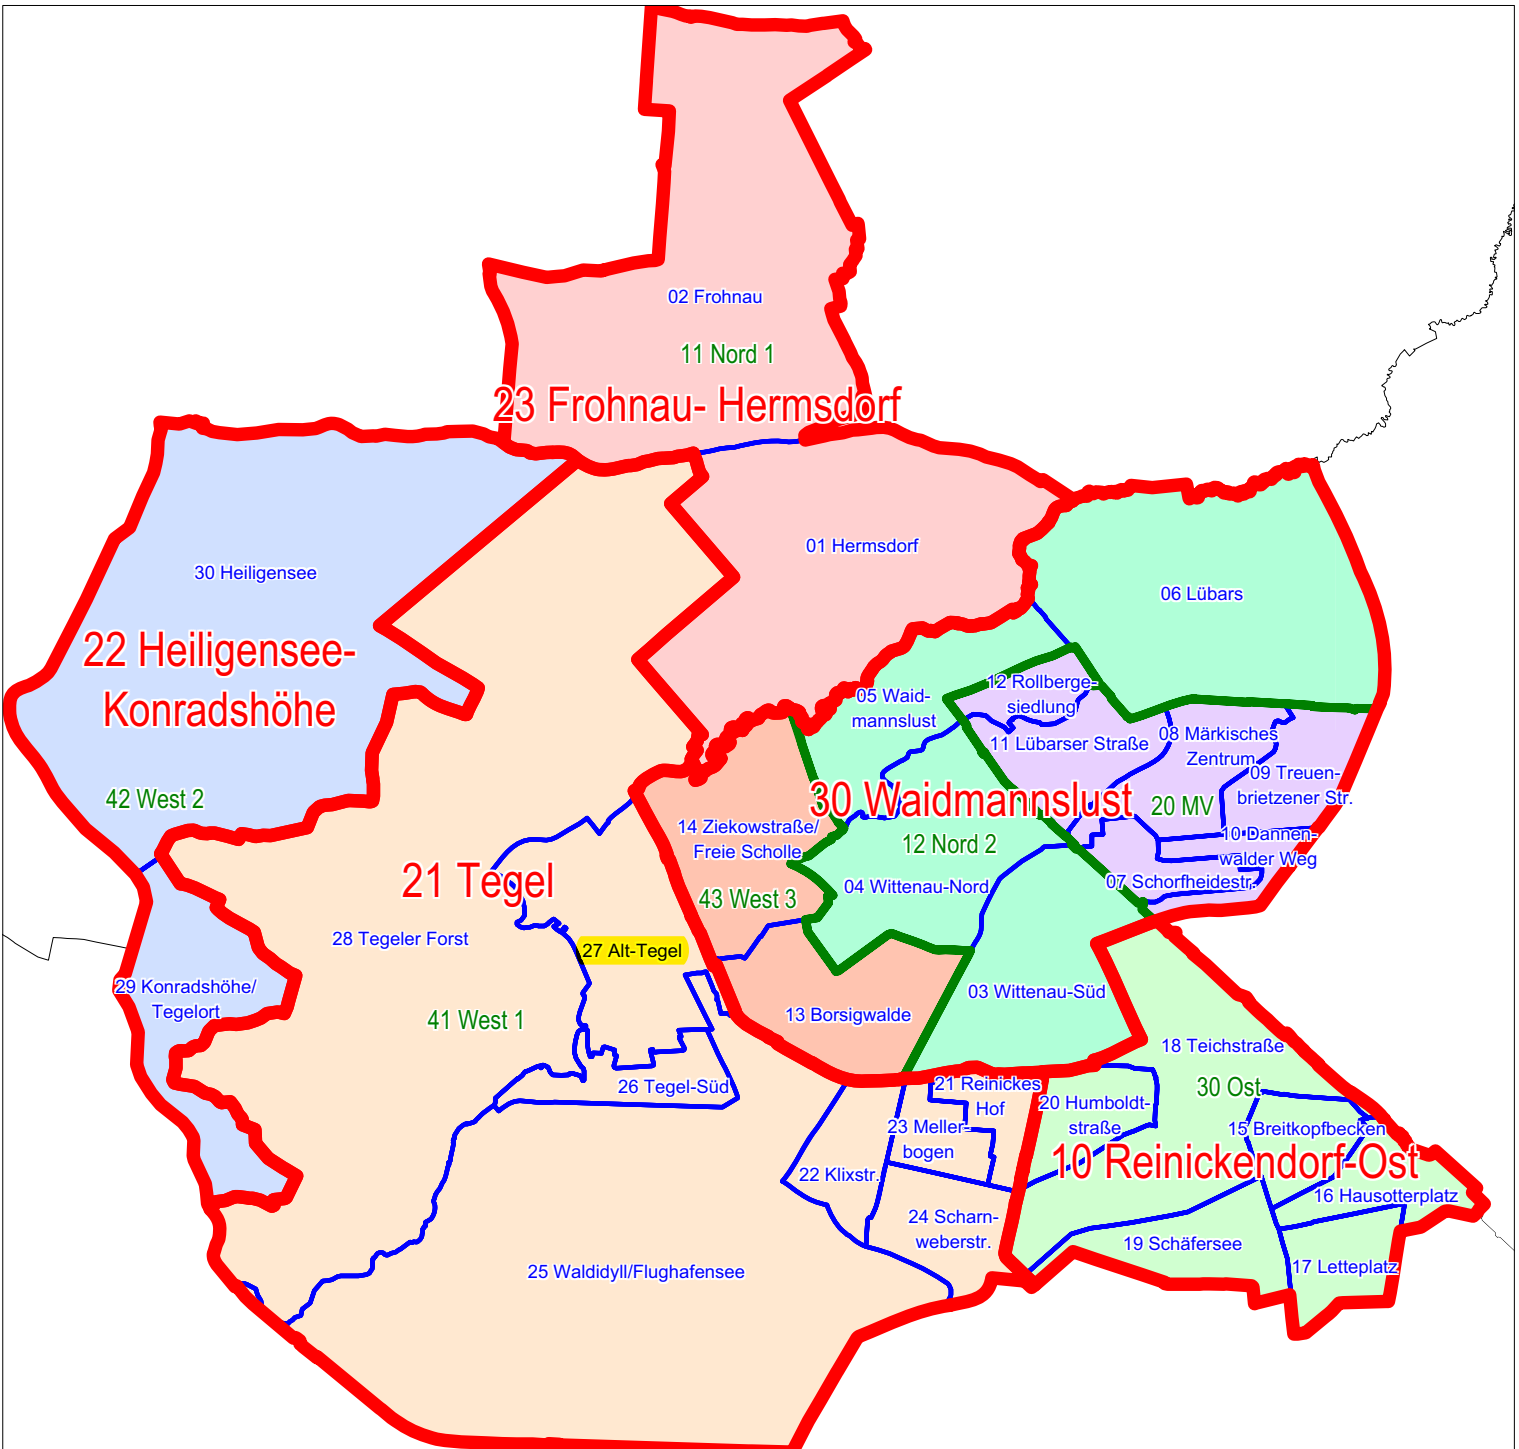 02 Frohnau
11 Nord 1
23 Frohnau- Hermsdorf
01 Hermsdorf
30 Heiligensee
06 Lübars
22 Heiligensee-
Konradshöhe
05 Waid-
mannslust
12 Rollberge-
siedlung
11 Lübarser Straße
08 Märkisches
Zentrum
09 Treuen-
brietzener Str.
42 West 2
30 Waidmannslust
20 MV
14 Ziekowstraße/
Freie Scholle
12 Nord 2
10 Dannen-
walder Weg
21 Tegel
04 Wittenau-Nord
07 Schorfheidestr.
43 West 3
28 Tegeler Forst
27 Alt-Tegel
29 Konradshöhe/
Tegelort
03 Wittenau-Süd
41 West 1
13 Borsigwalde
18 Teichstraße
26 Tegel-Süd
21 Reinickes
Hof
30 Ost
20 Humboldt-
straße
23 Meller-
bogen
15 Breitkopfbecken
10 Reinickendorf-Ost
22 Klixstr.
16 Hausotterplatz
24 Scharn-
weberstr.
19 Schäfersee
25 Waldidyll/Flughafensee
17 Letteplatz